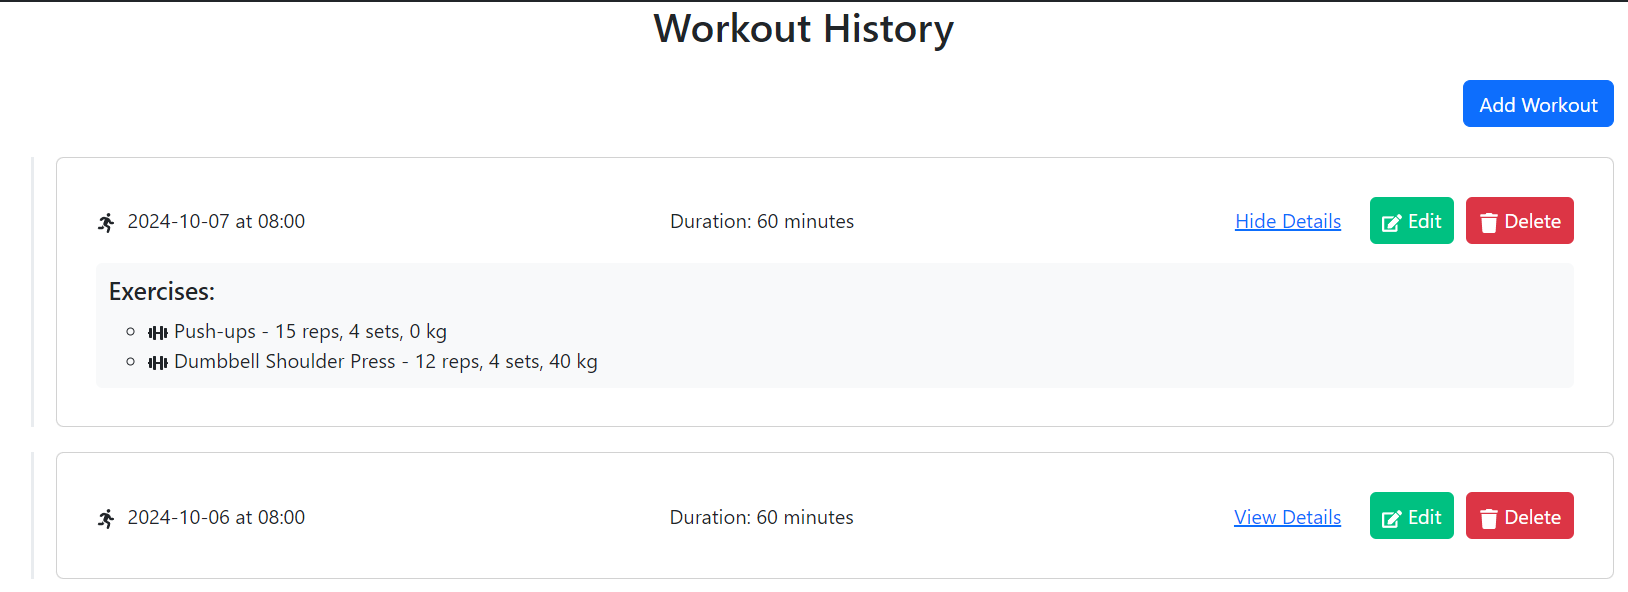 Workout History
Add Workout
2024-10-07 at 08:00 Duration: 60 minutes Hide Details Edit Delete
Exercises:
Push-ups - 15 reps, 4 sets, 0 kg
Dumbbell Shoulder Press - 12 reps, 4 sets, 40 kg
2024-10-06 at 08:00 Duration: 60 minutes View Details Edit Delete